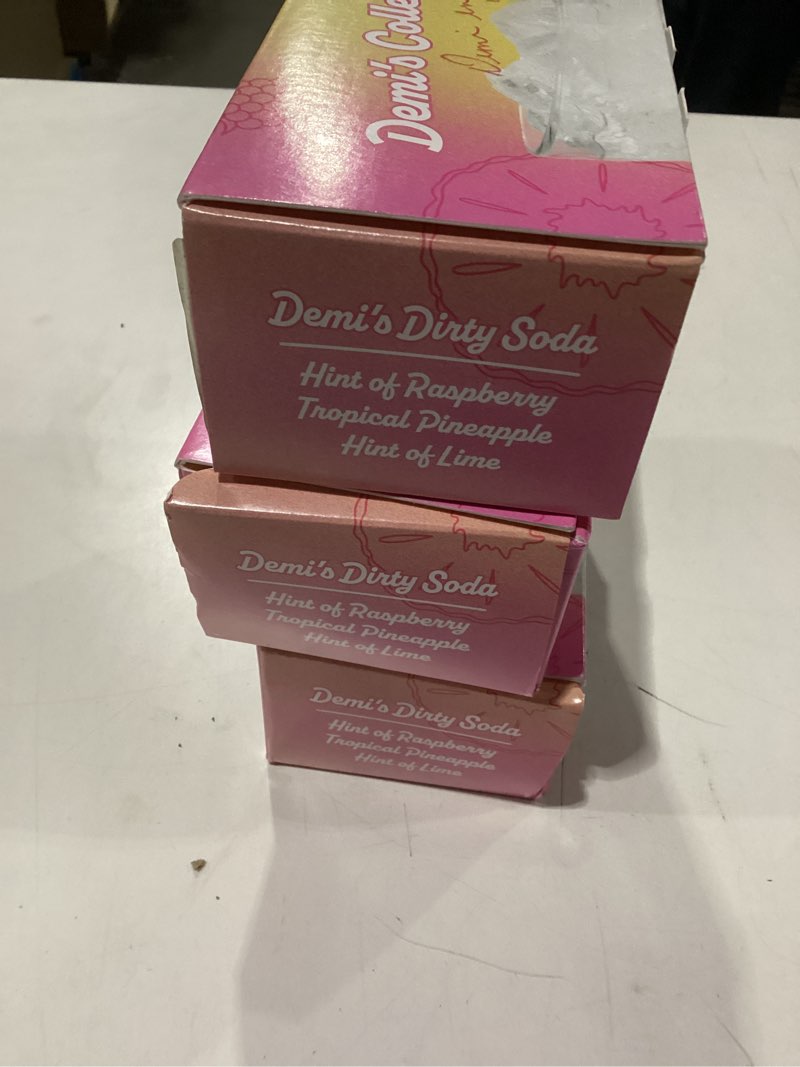 Demi's
Demi's Dirty Soda
Hint of Raspberry
Tropical Pineapple
Hint of Lime
Demi's Dirty Soda
Hint of Raspberry
Tropical Pineapple
Hint of Lime
Demi's Dirty Soda
Hint of Raspberry
Tropical Pineapple
Hint of Lime